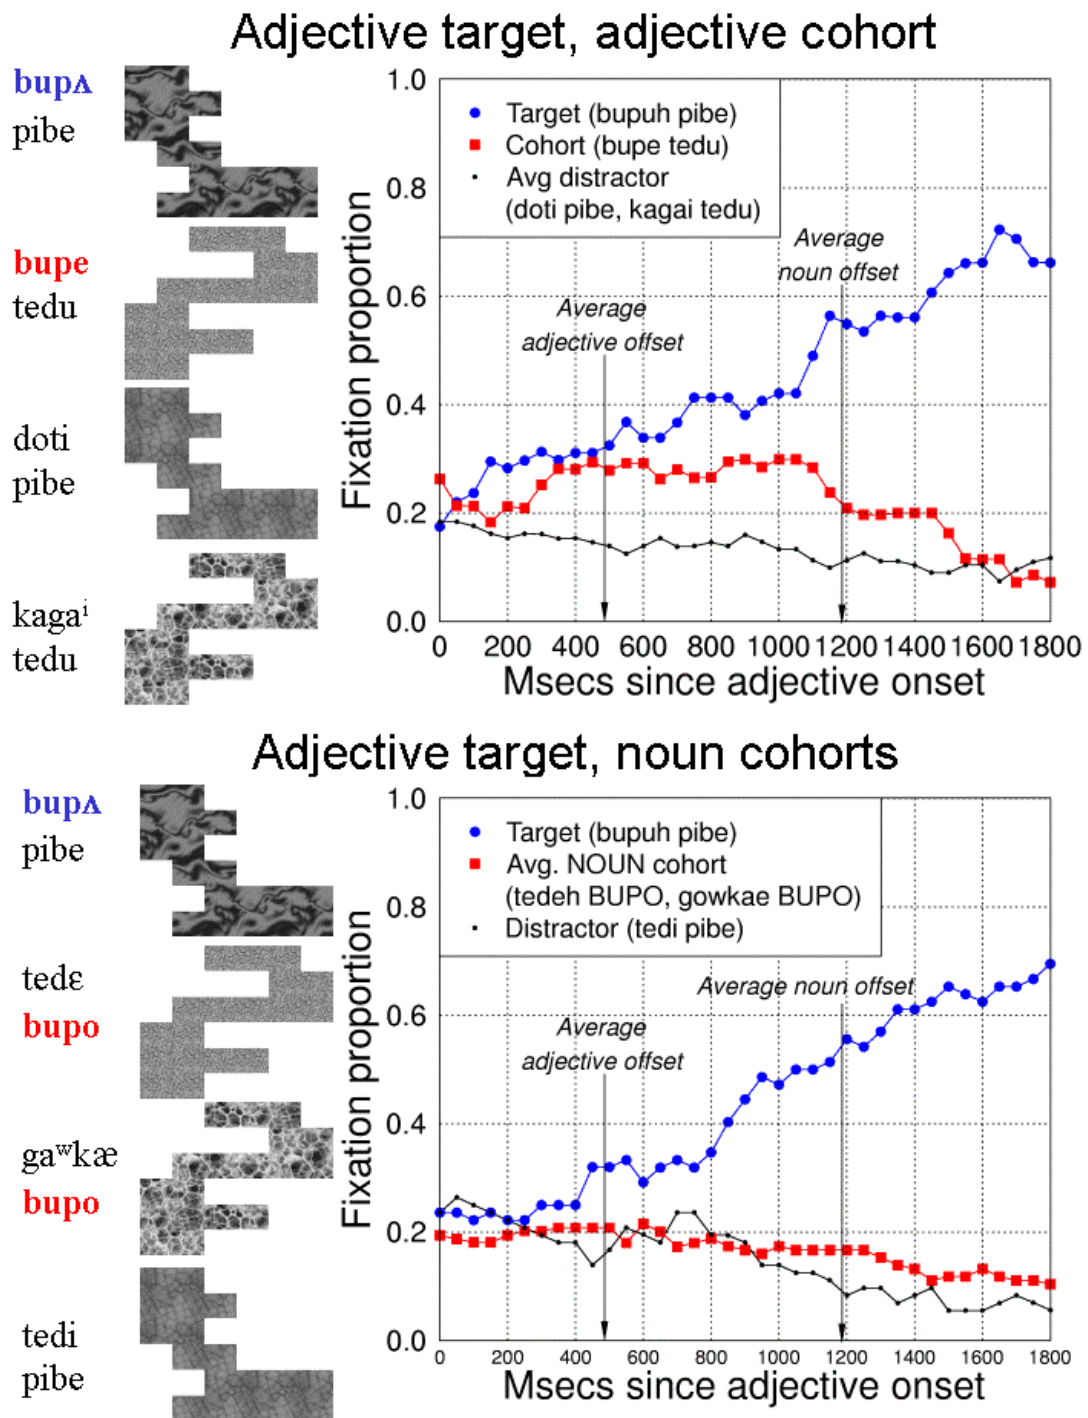 Adjective target, adjective cohort
bupʌ
pibe
bupe
tedu
doti
pibe
kagaⁱ
tedu
1.0
0.8
0.6
0.4
0.2
0.0
Fixation proportion
Target (bupuh pibe)
Cohort (bupe tedu)
Avg distractor
(doti pibe, kagai tedu)
Average
noun offset
Average
adjective offset
0 200 400 600 800 1000 1200 1400 1600 1800
Msecs since adjective onset
Adjective target, noun cohorts
bupʌ
pibe
tedɛ
bupo
gaʷkæ
bupo
tedi
pibe
1.0
0.8
0.6
0.4
0.2
0.0
Fixation proportion
Target (bupuh pibe)
Avg. NOUN cohort
(tedeh BUPO, gowkae BUPO)
Distractor (tedi pibe)
Average noun offset
Average
adjective offset
0 200 400 600 800 1000 1200 1400 1600 1800
Msecs since adjective onset